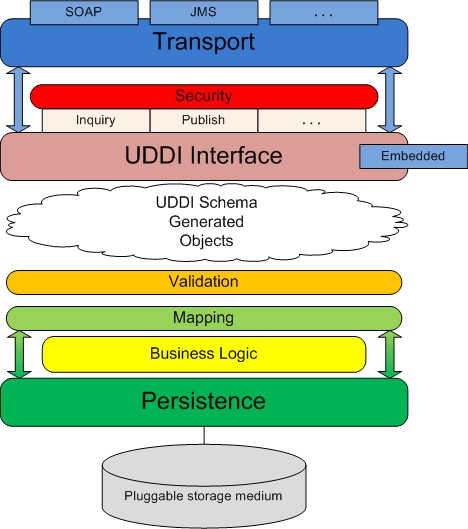 SOAP JMS . . .
Transport
Security
Inquiry Publish . . .
UDDI Interface
Embedded
UDDI Schema
Generated
Objects
Validation
Mapping
Business Logic
Persistence
Pluggable storage medium